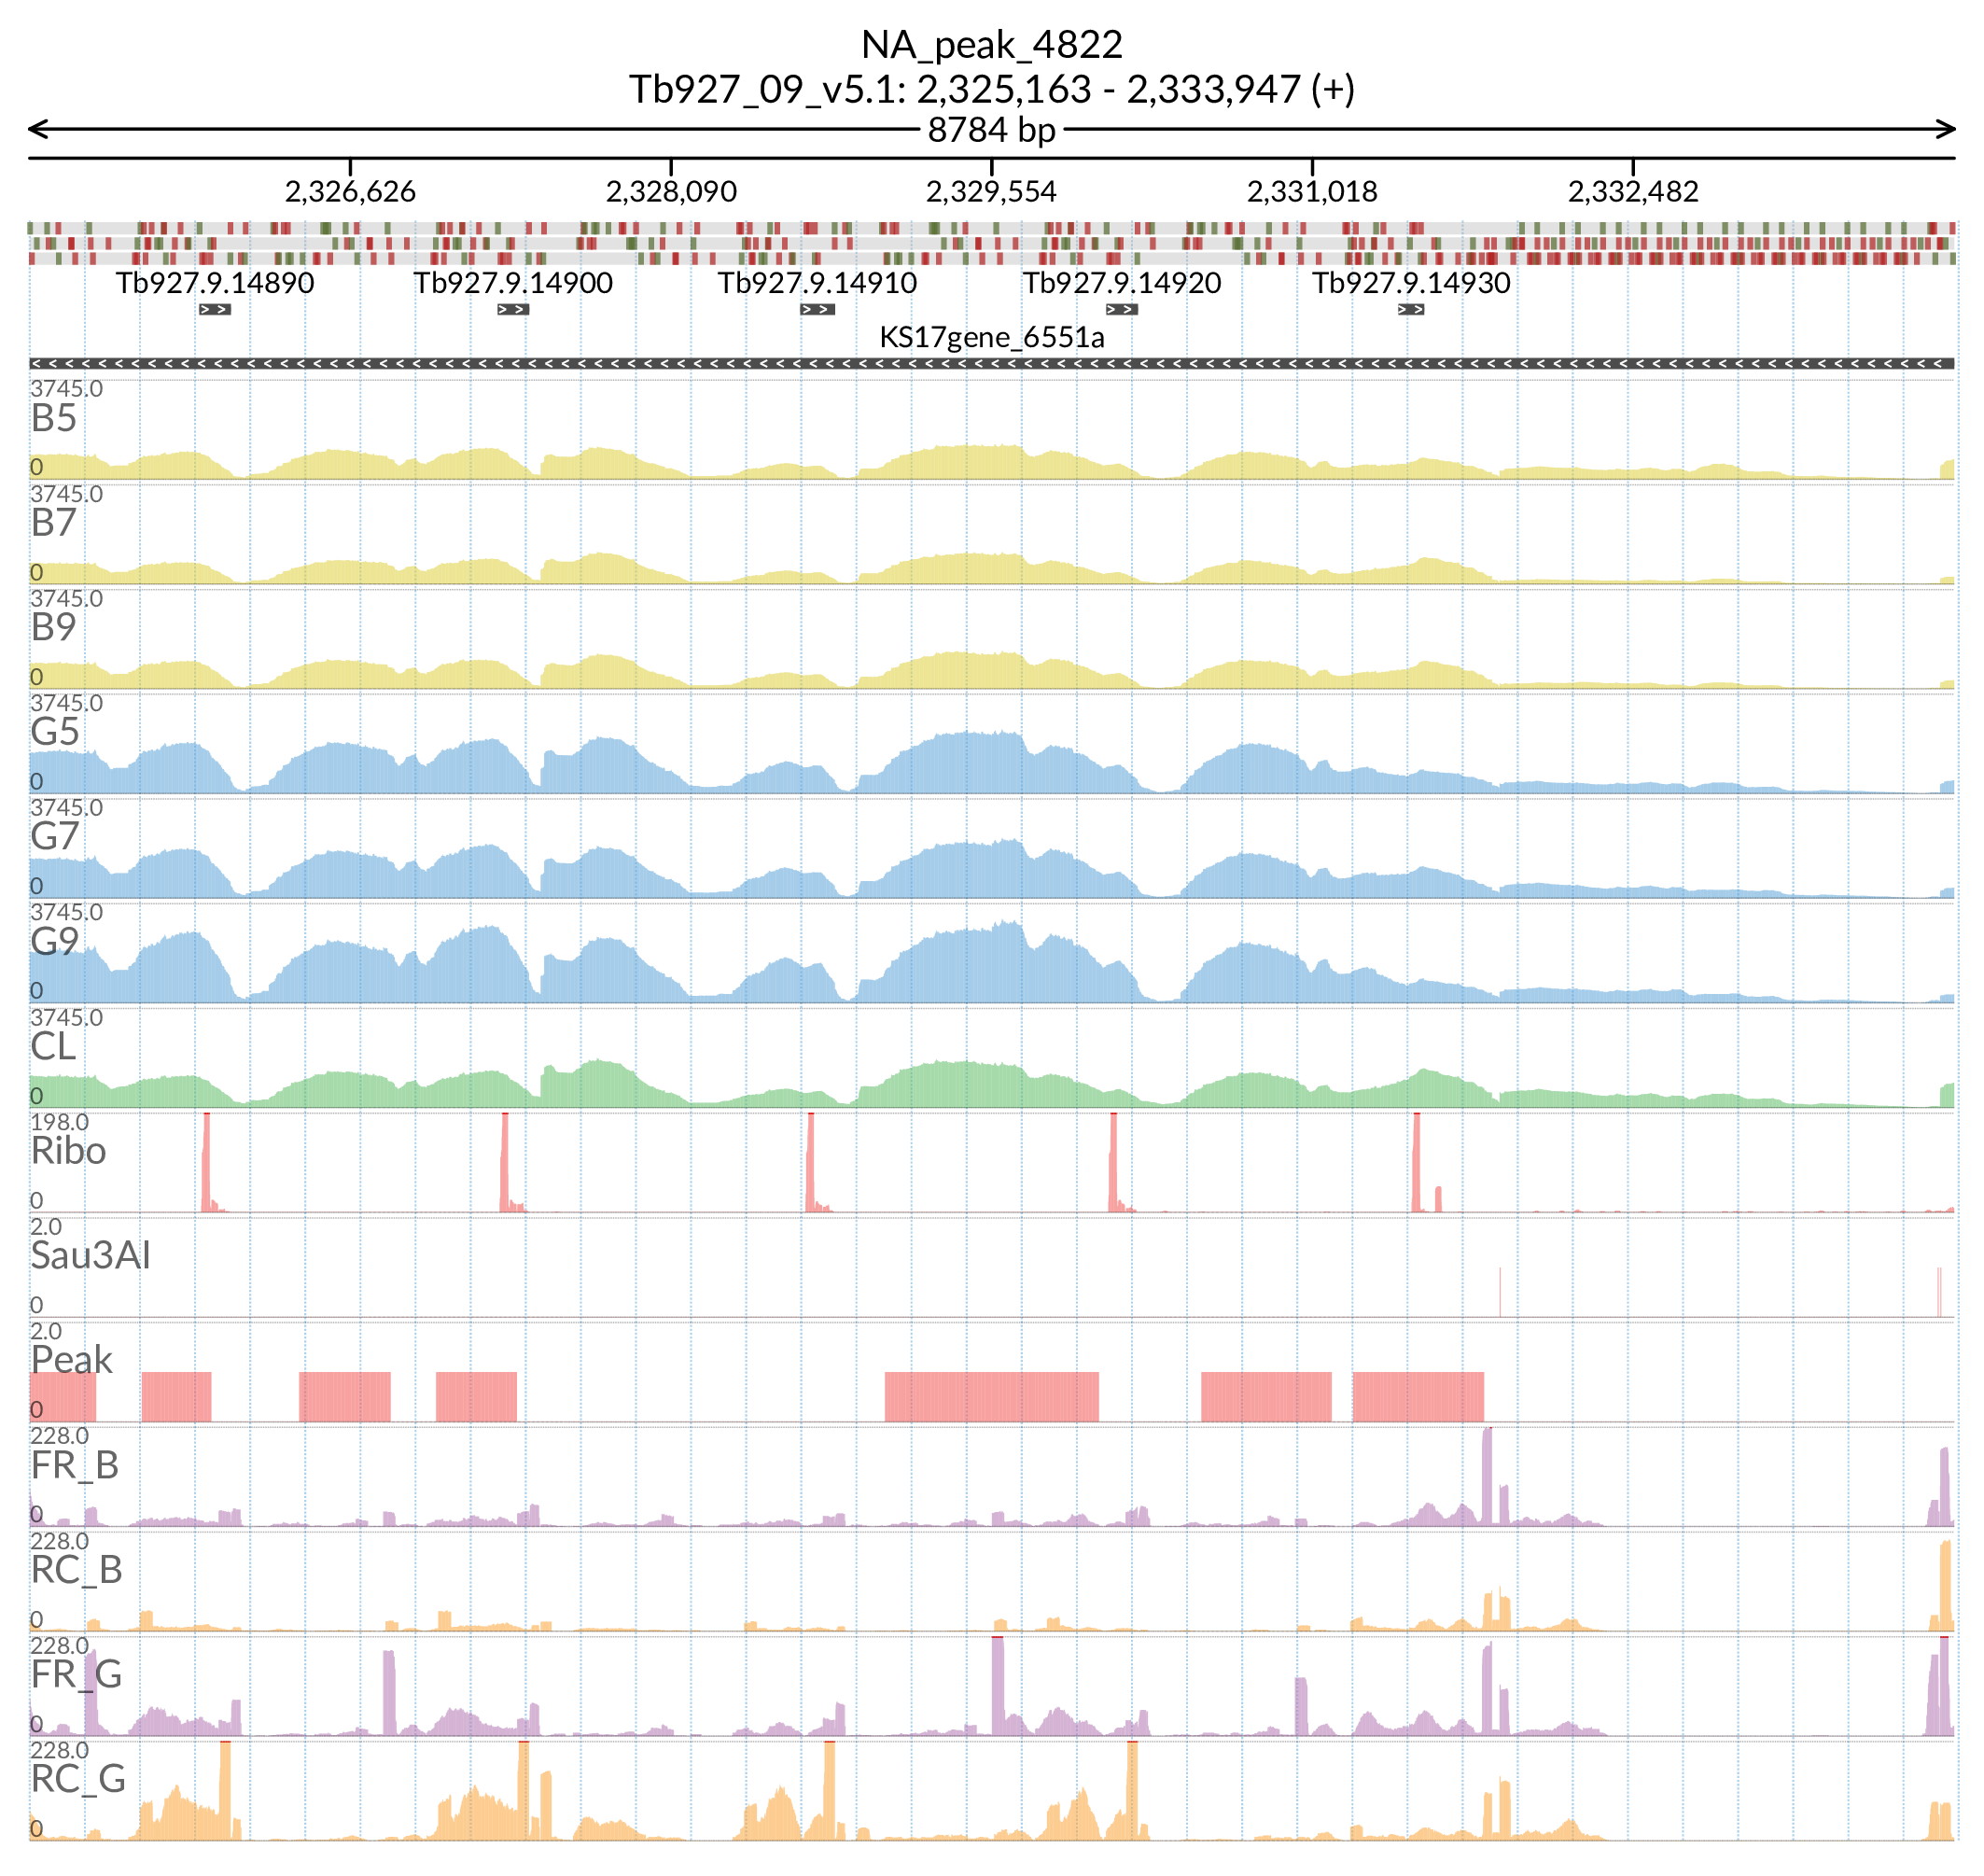 NA_peak_4822
Tb927_09_v5.1: 2,325,163 - 2,333,947 (+)
8784 bp
2,326,626 2,328,090 2,329,554 2,331,018 2,332,482
Tb927.9.14890 Tb927.9.14900 Tb927.9.14910 Tb927.9.14920 Tb927.9.14930
KS17gene_6551a
3745.0
B5
0
3745.0
B7
0
3745.0
B9
0
3745.0
G5
0
3745.0
G7
0
3745.0
G9
0
3745.0
CL
0
198.0
Ribo
0
2.0
Sau3AI
0
2.0
Peak
0
228.0
FR_B
0
228.0
RC_B
0
228.0
FR_G
0
228.0
RC_G
0